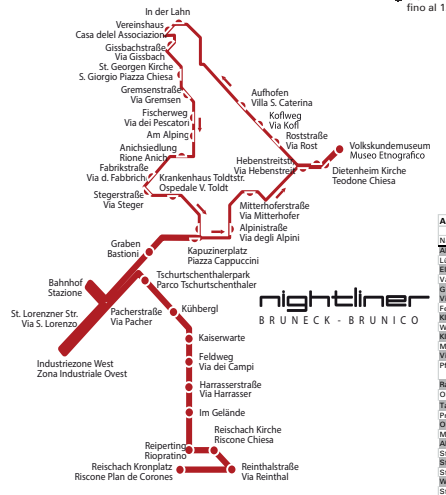 fino al 1
In der Lahn
Vereinshaus
Casa delel Associazion
Gissbachstraße
Via Gissbach
St. Georgen Kirche
S. Giorgio Piazza Chiesa
Gremsenstraße
Via Gremsen
Fischerweg
Via dei Pescatori
Am Alping
Anichsiedlung
Rione Anich
Fabrikstraße
Via d. Fabbrich
Stegerstraße
Via Steger
Krankenhaus Toldtstr.
Ospedale V. Toldt
Aufhofen
Villa S. Caterina
Koflweg
Via Kofl
Roststraße
Via Rost
Hebenstreitstr.
Via Hebenstreit
Volkskundemuseum
Museo Etnografico
Dietenheim Kirche
Teodone Chiesa
Mitterhoferstraße
Via Mitterhofer
Alpinistraße
Via degli Alpini
Graben
Bastioni
Kapuzinerplatz
Piazza Cappuccini
Bahnhof
Stazione
Tschurtschenthalerpark
Parco Tschurtschenthaler
St. Lorenzner Str.
Via S. Lorenzo
Pacherstraße
Via Pacher
Kühbergl
Industriezone West
Zona Industriale Ovest
nightliner
BRUNECK - BRUNICO
Kaiserwarte
Feldweg
Via dei Campi
Harrasserstraße
Via Harrasser
Im Gelände
Reischach Kirche
Riscone Chiesa
Reiperting
Riopratino
Reischach Kronplatz
Riscone Plan de Corones
Reinthalstraße
Via Reinthal